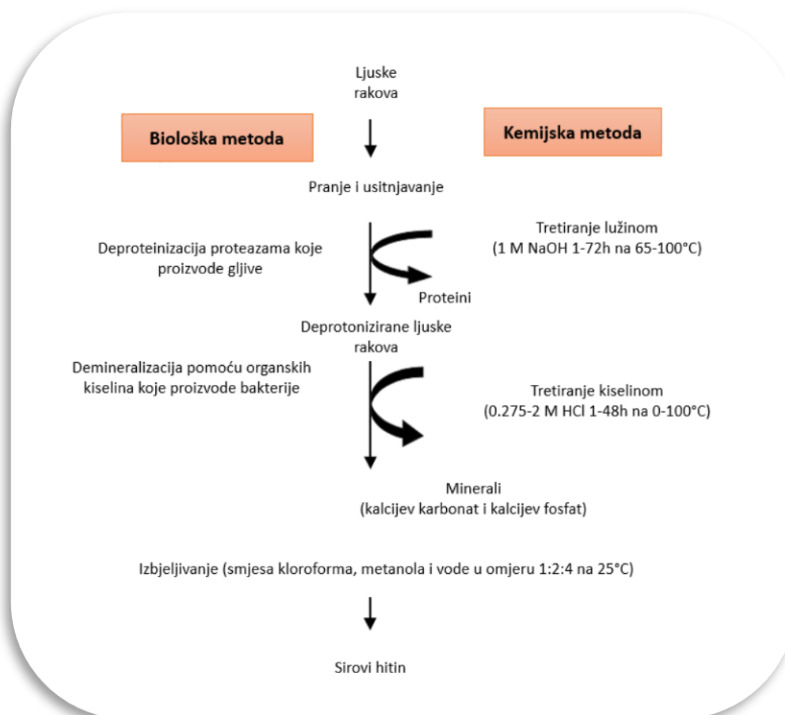 Ljuske
rakova
Biološka metoda
Kemijska metoda
Pranje i usitnjavanje
Deproteinizacija proteazama koje
proizvode gljive
Tretiranje lužinom
(1 M NaOH 1-72h na 65-100°C)
Proteini
Deprotonizirane ljuske
rakova
Demineralizacija pomoću organskih
kiselina koje proizvode bakterije
Tretiranje kiselinom
(0.275-2 M HCl 1-48h na 0-100°C)
Minerali
(kalcijev karbonat i kalcijev fosfat)
Izbjeljivanje (smjesa kloroforma, metanola i vode u omjeru 1:2:4 na 25°C)
Sirovi hitin